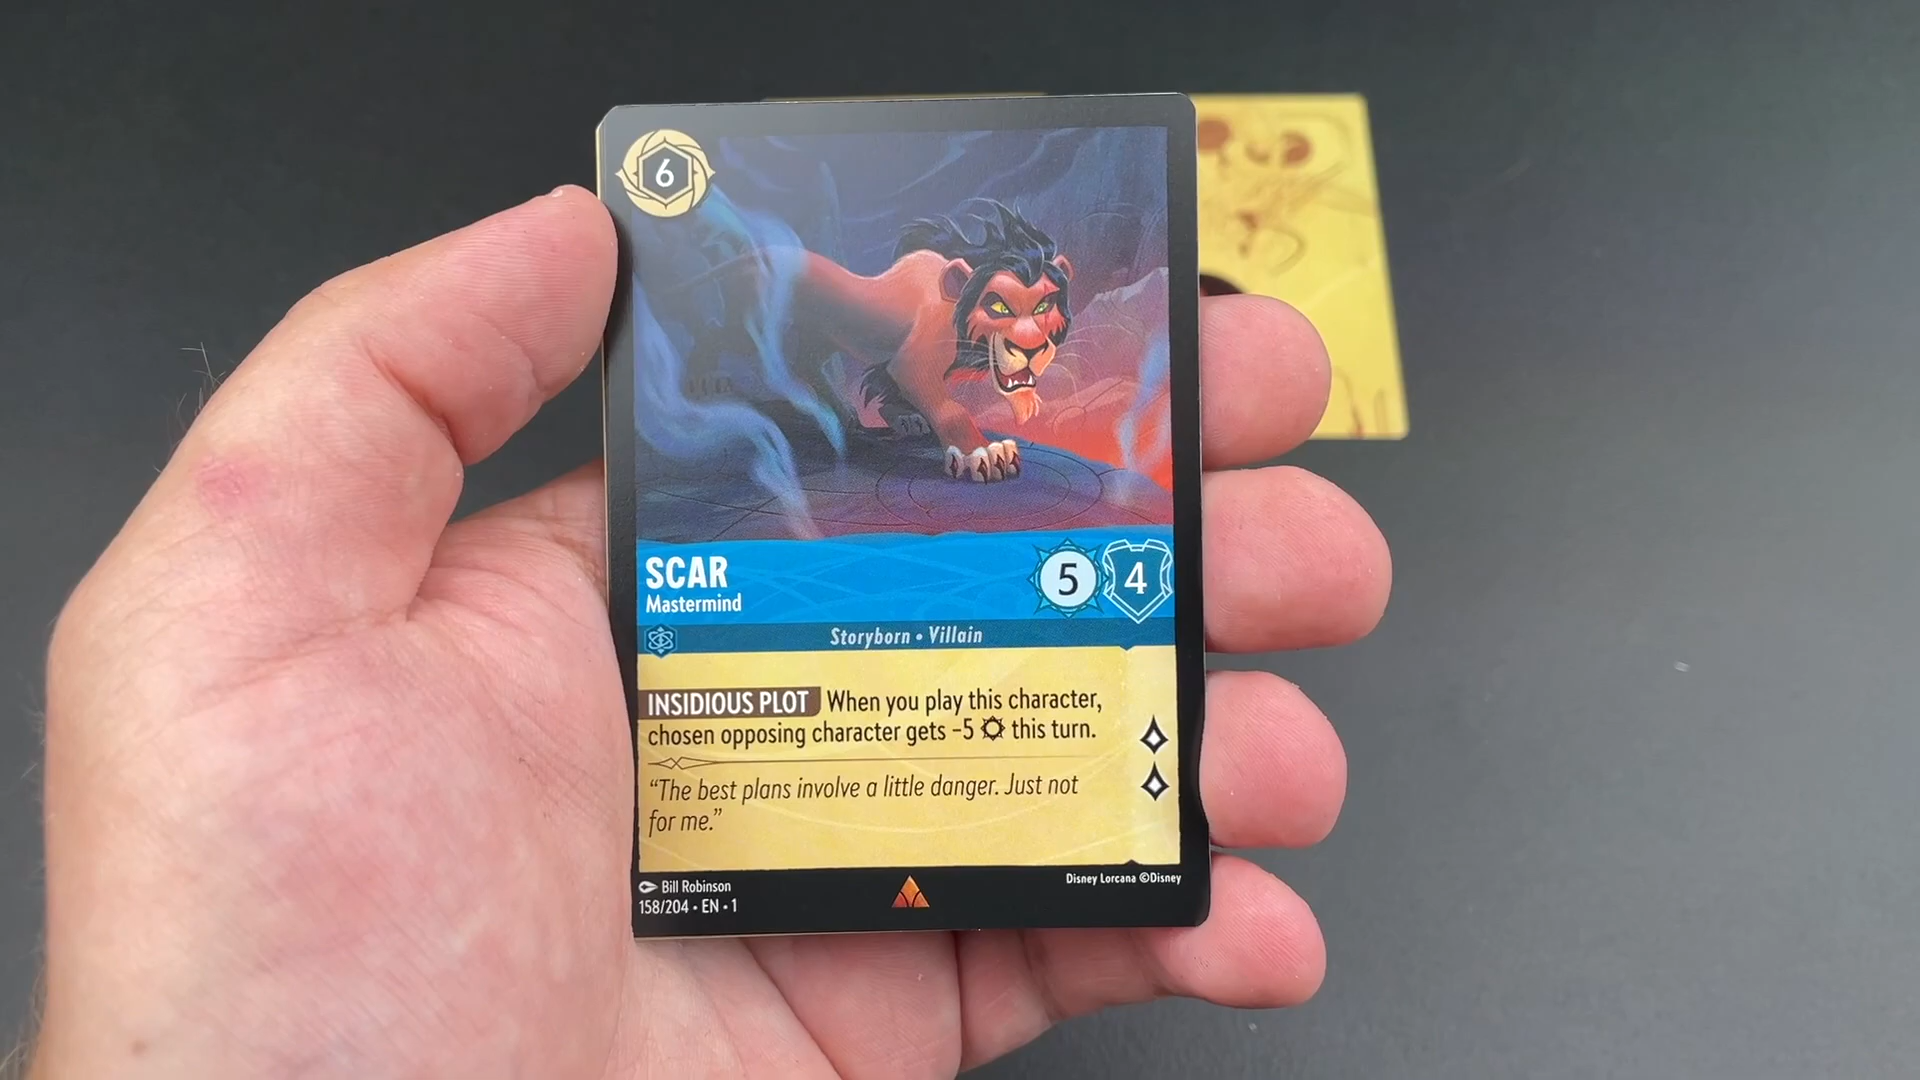 6
SCAR
Mastermind
5
4
Storyborn • Villain
INSIDIOUS PLOT When you play this character,
chosen opposing character gets -5 this turn.
“The best plans involve a little danger. Just not
for me.”
Bill Robinson
158/204 • EN • 1
Disney Lorcana ©Disney